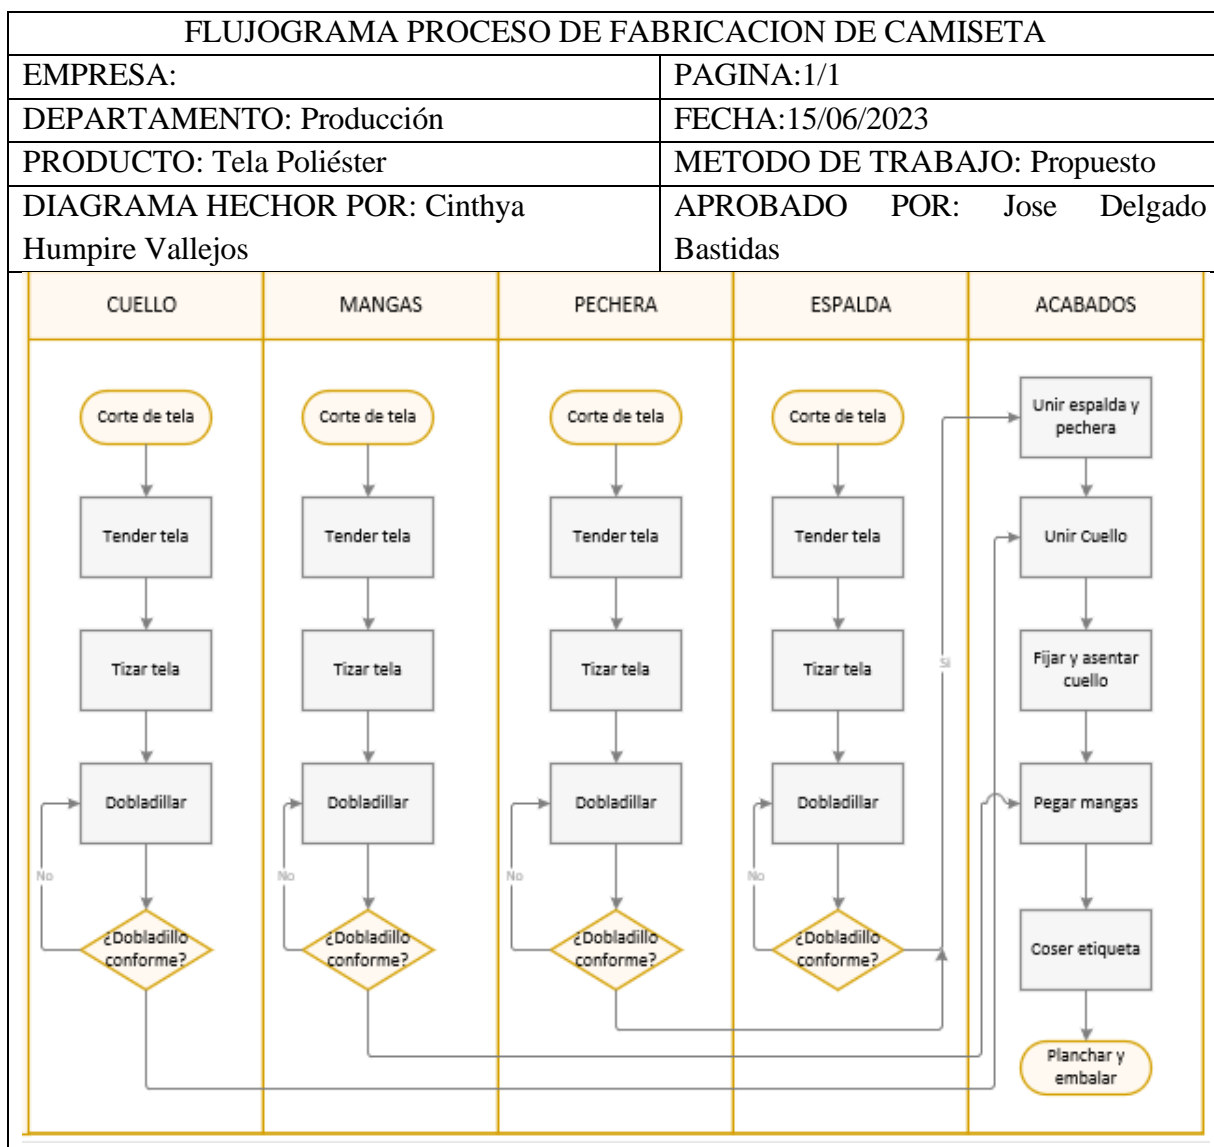 FLUJOGRAMA PROCESO DE FABRICACION DE CAMISETA
EMPRESA:
PAGINA:1/1
DEPARTAMENTO: Producción
FECHA:15/06/2023
PRODUCTO: Tela Poliéster
METODO DE TRABAJO: Propuesto
DIAGRAMA HECHOR POR: Cinthya
Humpire Vallejos
APROBADO POR: Jose Delgado
Bastidas
CUELLO
MANGAS
PECHERA
ESPALDA
ACABADOS
Corte de tela
Tender tela
Tizar tela
Dobladillar
No
¿Dobladillo
conforme?
Corte de tela
Tender tela
Tizar tela
Dobladillar
No
¿Dobladillo
conforme?
Corte de tela
Tender tela
Tizar tela
Dobladillar
No
¿Dobladillo
conforme?
Corte de tela
Tender tela
Tizar tela
Dobladillar
No
¿Dobladillo
conforme?
Si
Unir espalda y
pechera
Unir Cuello
Fijar y asentar
cuello
Pegar mangas
Coser etiqueta
Planchar y
embalar